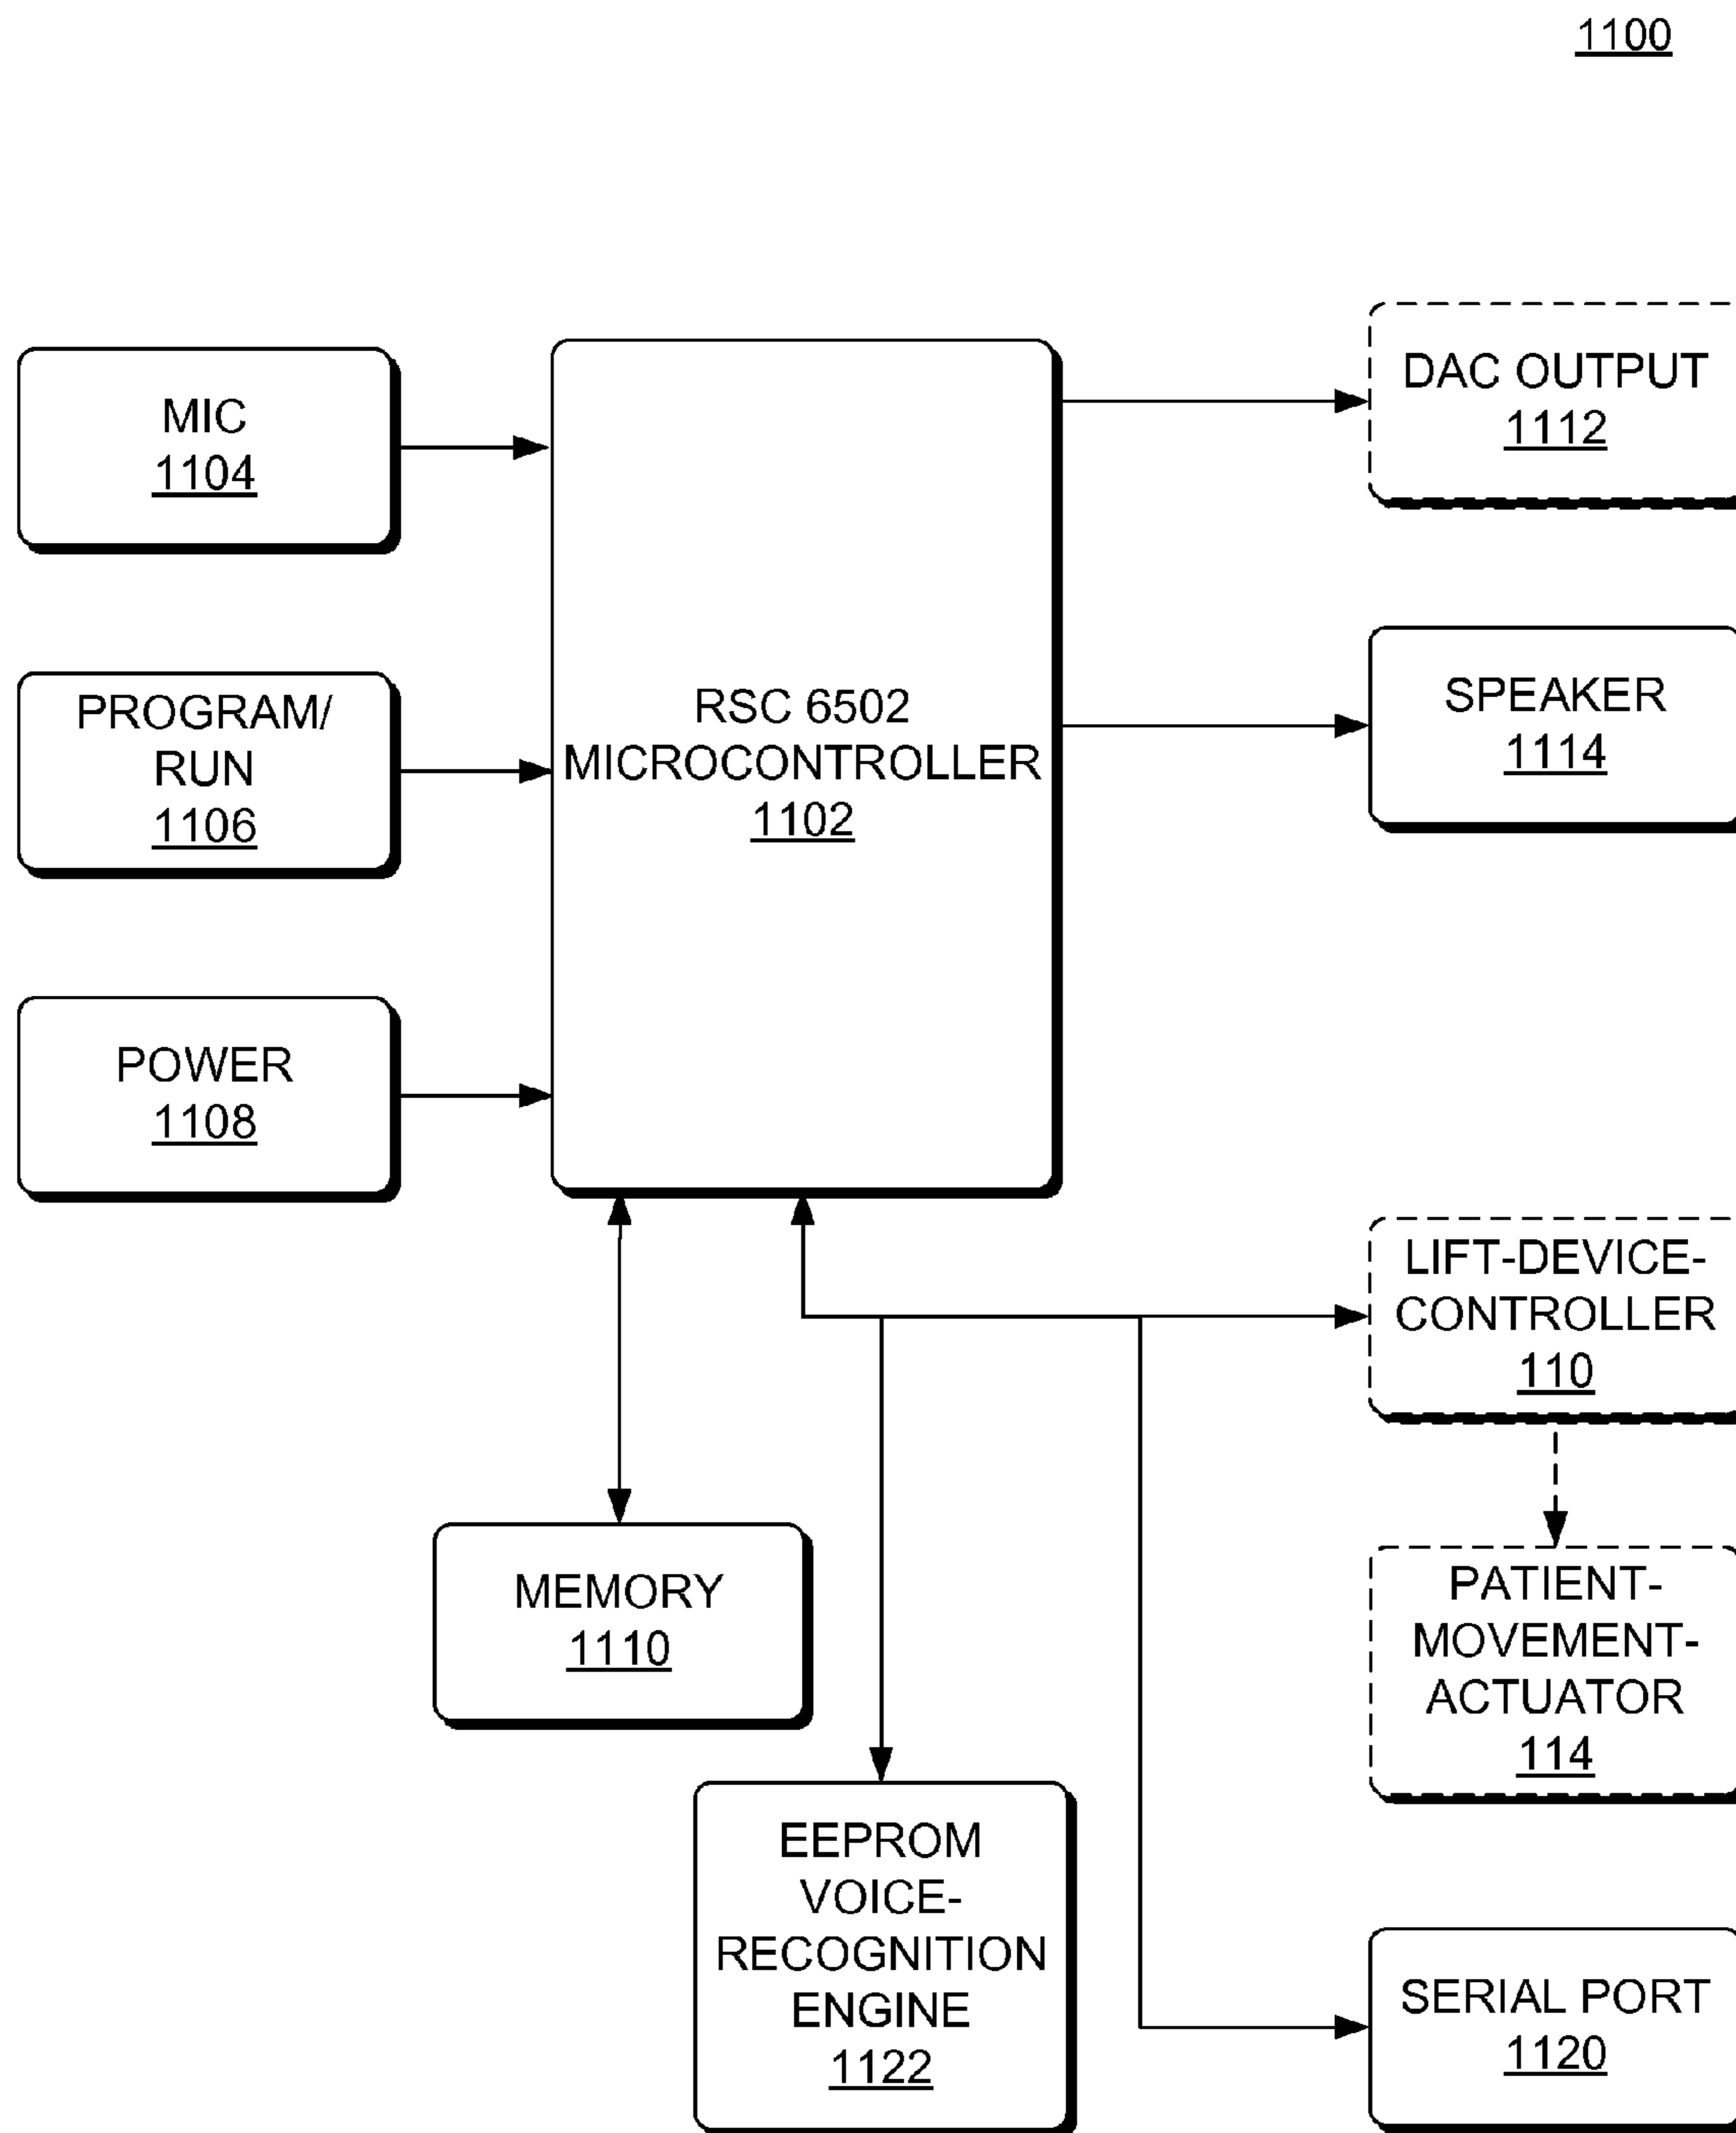 1100
MIC
1104
PROGRAM/
RUN
1106
POWER
1108
RSC 6502
MICROCONTROLLER
1102
DAC OUTPUT
1112
SPEAKER
1114
LIFT-DEVICE-
CONTROLLER
110
PATIENT-
MOVEMENT-
ACTUATOR
114
MEMORY
1110
EEPROM
VOICE-
RECOGNITION
ENGINE
1122
SERIAL PORT
1120